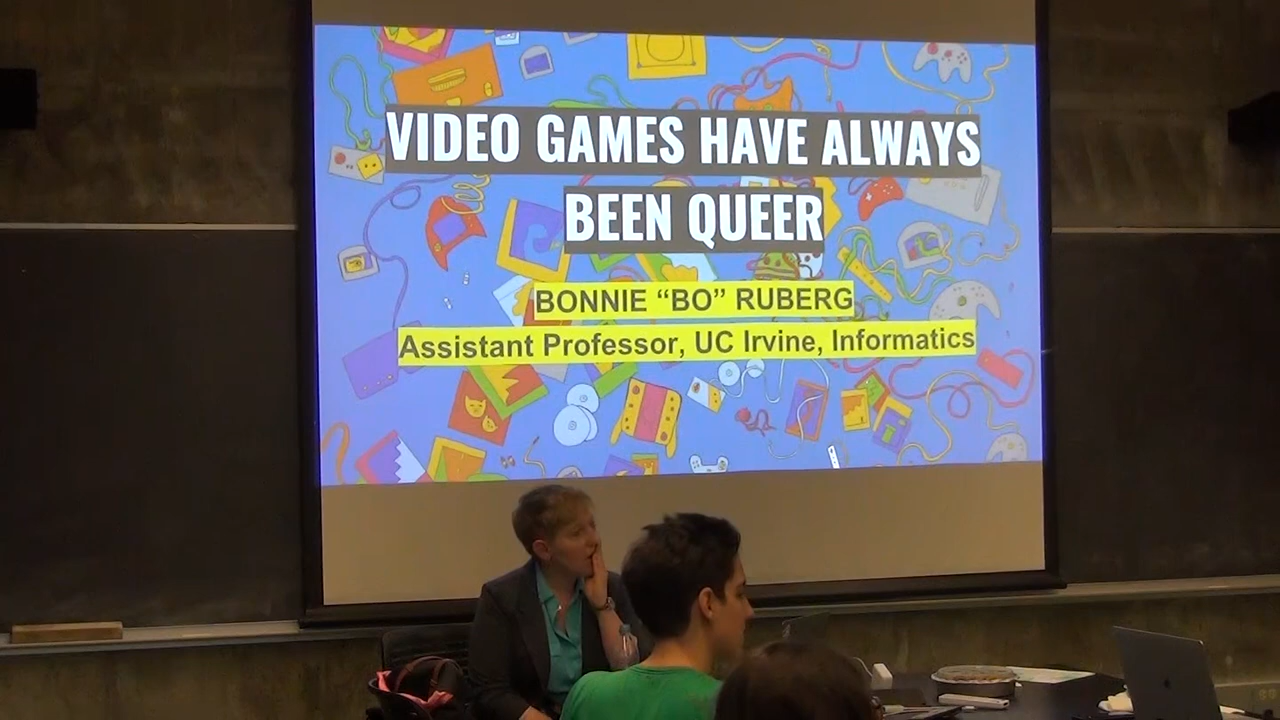 VIDEO GAMES HAVE ALWAYS
BEEN QUEER
BONNIE “BO” RUBERG
Assistant Professor, UC Irvine, Informatics